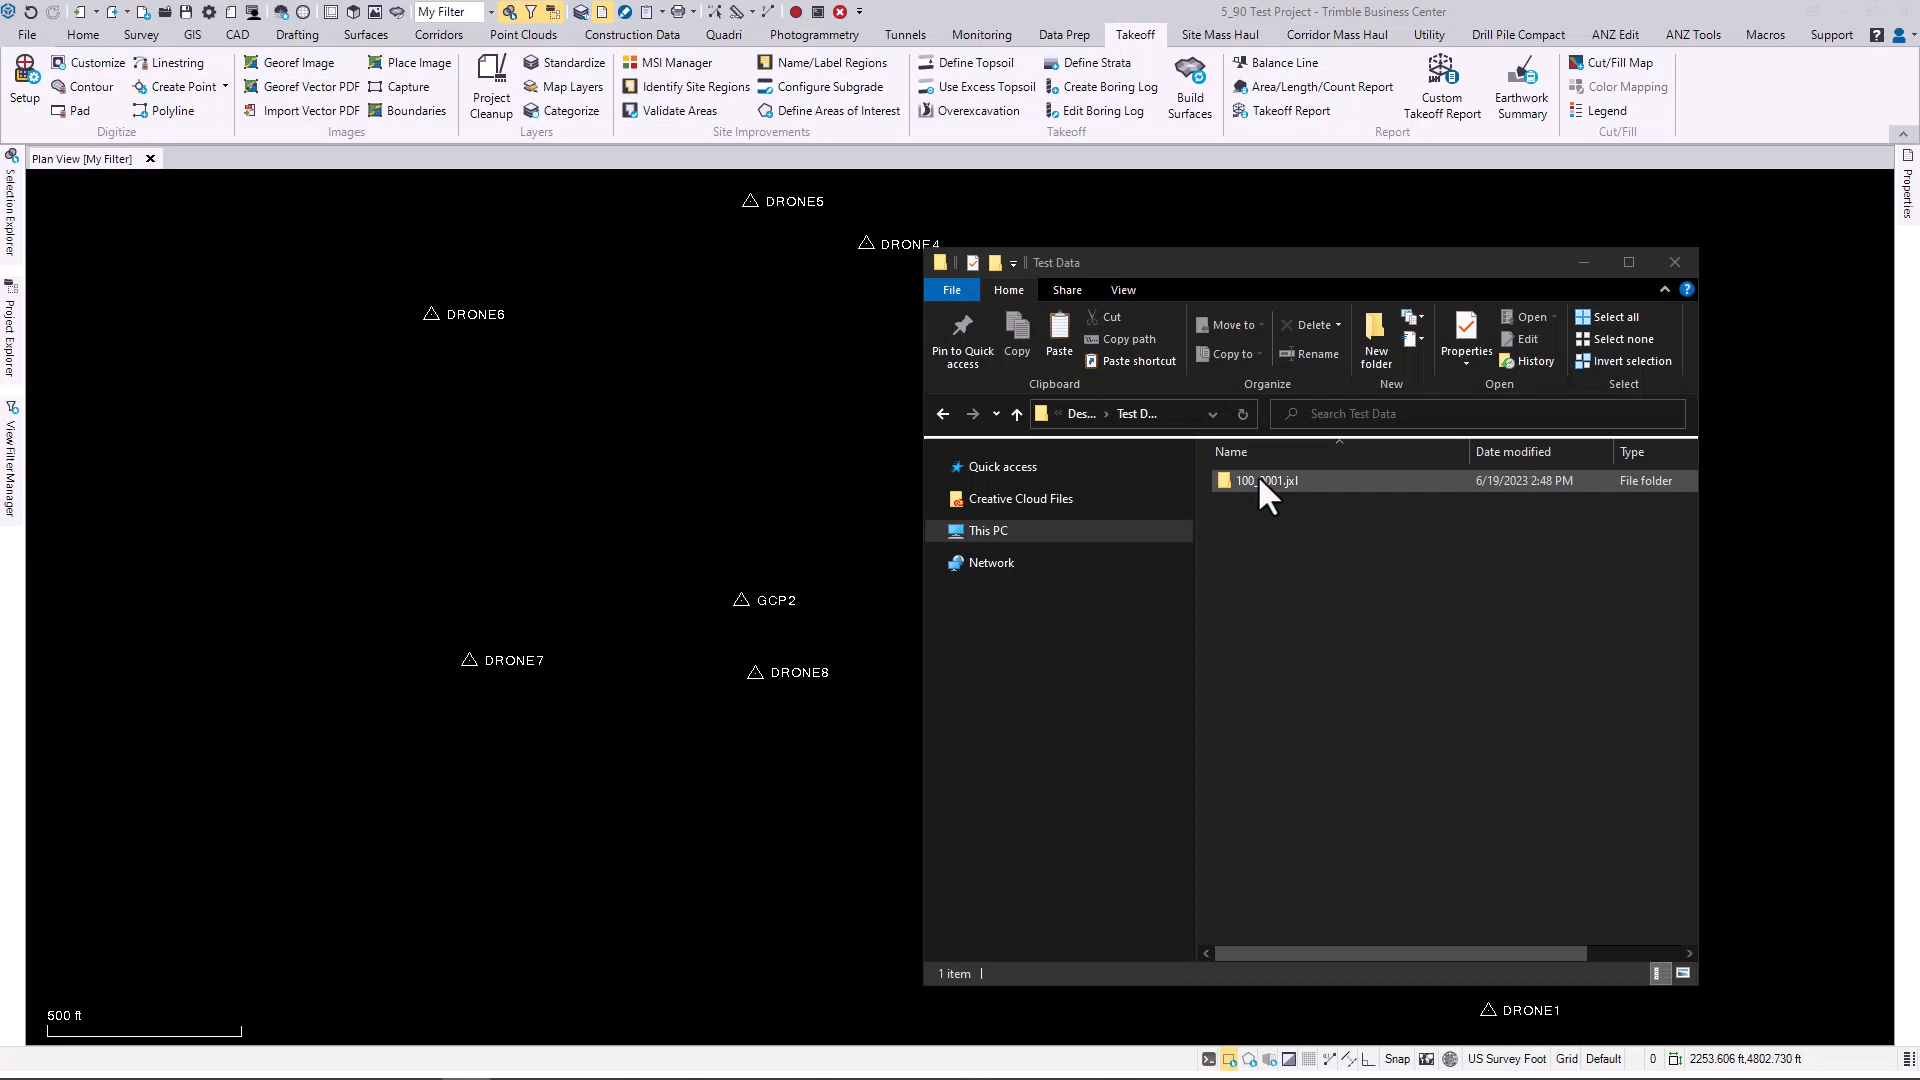 My Filter
5_90 Test Project - Trimble Business Center
File Home Survey GIS CAD Drafting Surfaces Corridors Point Clouds Construction Data Quadri Photogrammetry Tunnels Monitoring Data Prep Takeoff Site Mass Haul Corridor Mass Haul Utility Drill Pile Compact ANZ Edit ANZ Tools Macros Support
Setup
Customize Linestring
Contour Create Point
Pad Polyline
Digitize
Georef Image Place Image
Georef Vector PDF Capture
Import Vector PDF Boundaries
Images
Project Cleanup
Standardize
Map Layers
Categorize
Layers
MSI Manager Name/Label Regions
Identify Site Regions Configure Subgrade
Validate Areas Define Areas of Interest
Site Improvements
Define Topsoil Define Strata
Use Excess Topsoil Create Boring Log
Overexcavation Edit Boring Log
Build Surfaces
Takeoff
Balance Line
Area/Length/Count Report
Takeoff Report
Custom Takeoff Report
Earthwork Summary
Report
Cut/Fill Map
Color Mapping
Legend
Cut/Fill
Plan View [My Filter]
Selection Explorer
Project Explorer
View Filter Manager
Properties
DRONE5
DRONE4
DRONE6
GCP2
DRONE7
DRONE8
DRONE1
500 ft
Test Data
File Home Share View
Pin to Quick access
Copy
Paste
Cut
Copy path
Paste shortcut
Clipboard
Move to Delete
Copy to Rename
Organize
New folder
New
Properties
Open
Edit
History
Open
Select all
Select none
Invert selection
Select
Des... Test D...
Search Test Data
Quick access
Creative Cloud Files
This PC
Network
Name Date modified Type
100_0001.jxl 6/19/2023 2:48 PM File folder
1 item
Snap US Survey Foot Grid Default 0 2253.606 ft,4802.730 ft